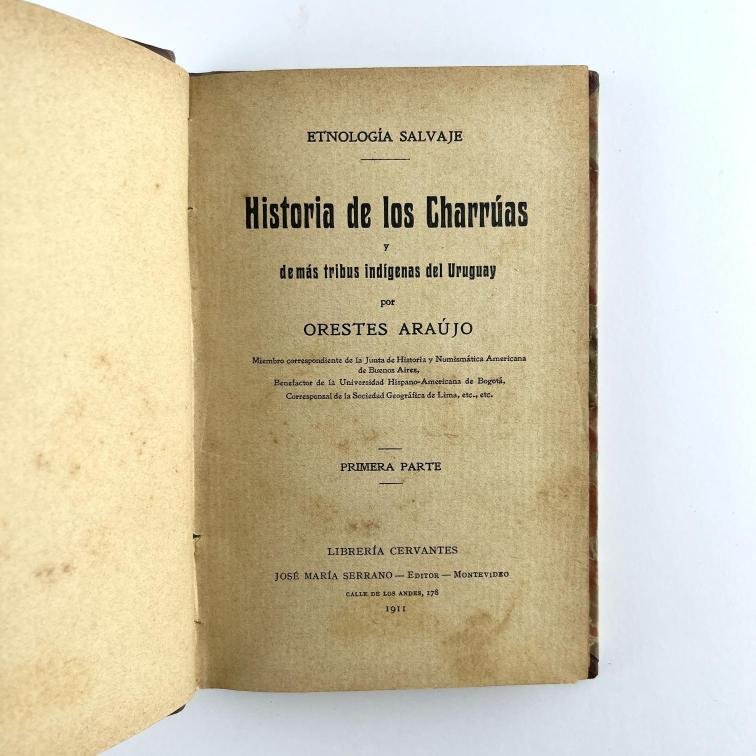 ETNOLOGÍA SALVAJE
Historia de los Charrúas
y
demás tribus indígenas del Uruguay
por
ORESTES ARAÚJO
Miembro correspondiente de la Junta de Historia y Numismática Americana
de Buenos Aires,
Benefactor de la Universidad Hispano-Americana de Bogotá,
Corresponsal de la Sociedad Geográfica de Lima, etc., etc.
PRIMERA PARTE
LIBRERÍA CERVANTES
JOSÉ MARÍA SERRANO — EDITOR — MONTEVIDEO
CALLE DE LOS ANDES, 178
1911